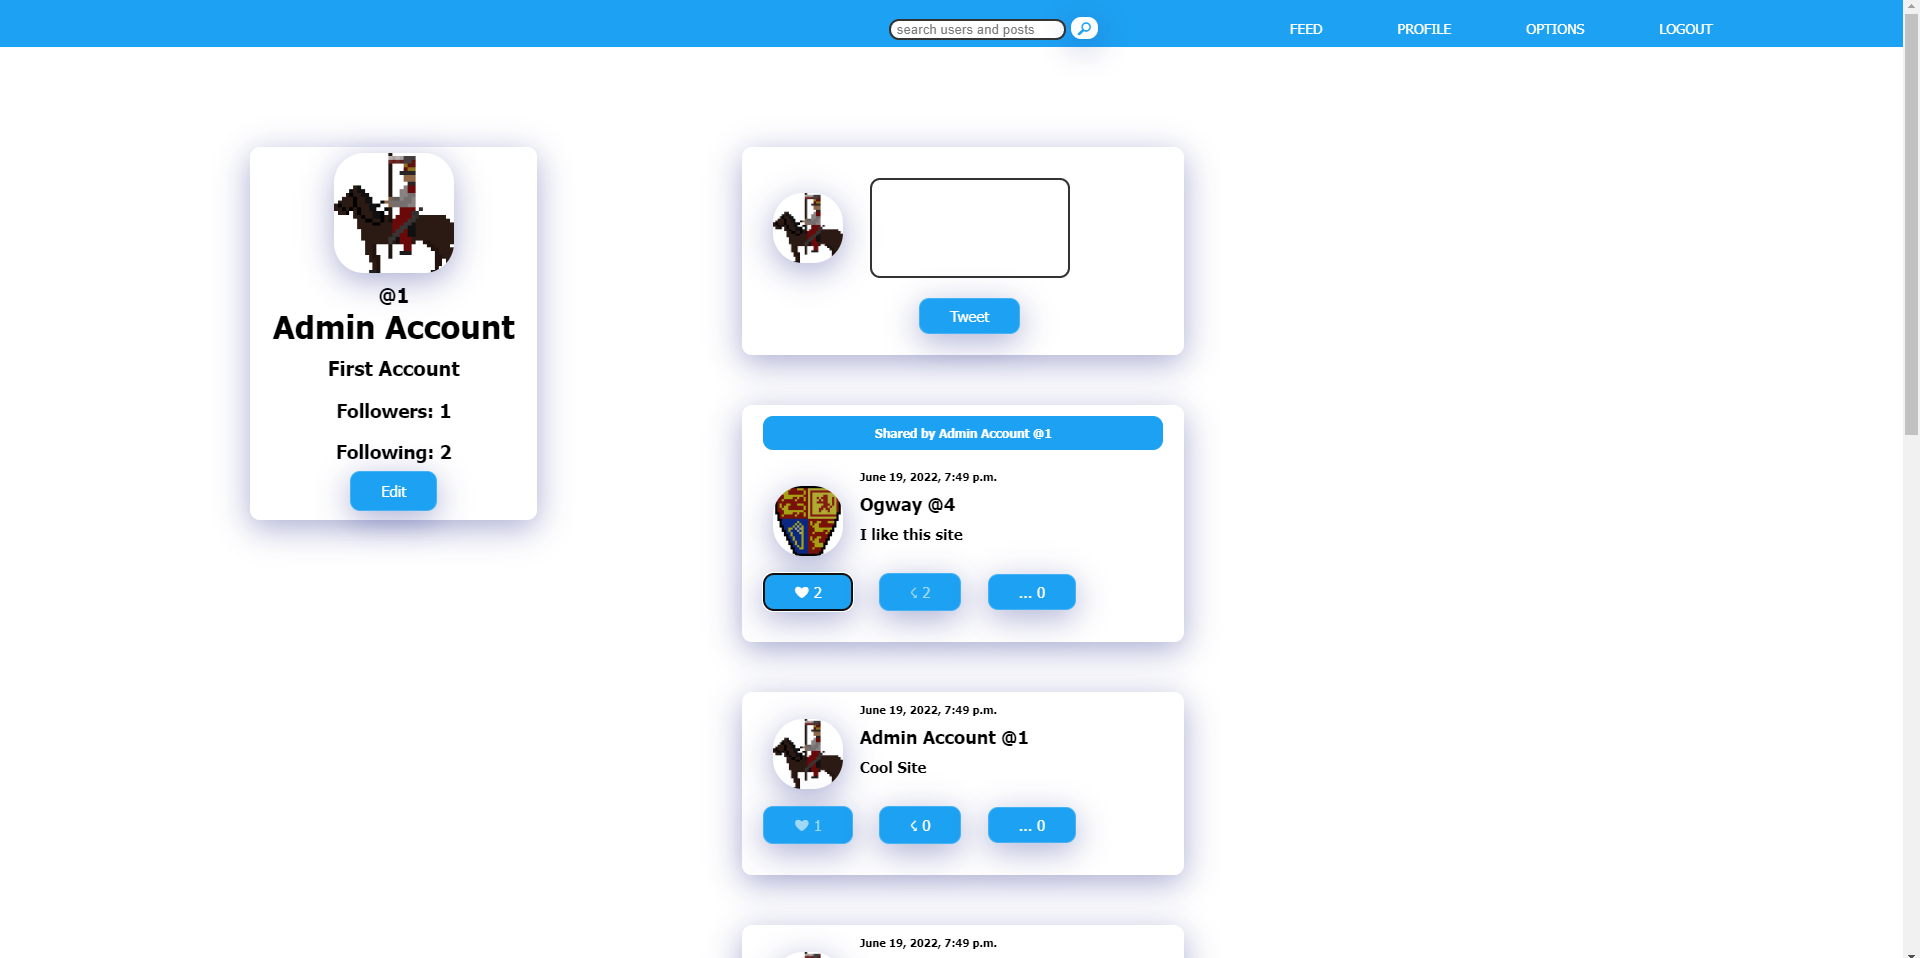 search users and posts
FEED
PROFILE
OPTIONS
LOGOUT
@1
Admin Account
First Account
Followers: 1
Following: 2
Edit
Tweet
Shared by Admin Account @1
June 19, 2022, 7:49 p.m.
Ogway @4
I like this site
2
2
... 0
June 19, 2022, 7:49 p.m.
Admin Account @1
Cool Site
1
0
... 0
June 19, 2022, 7:49 p.m.